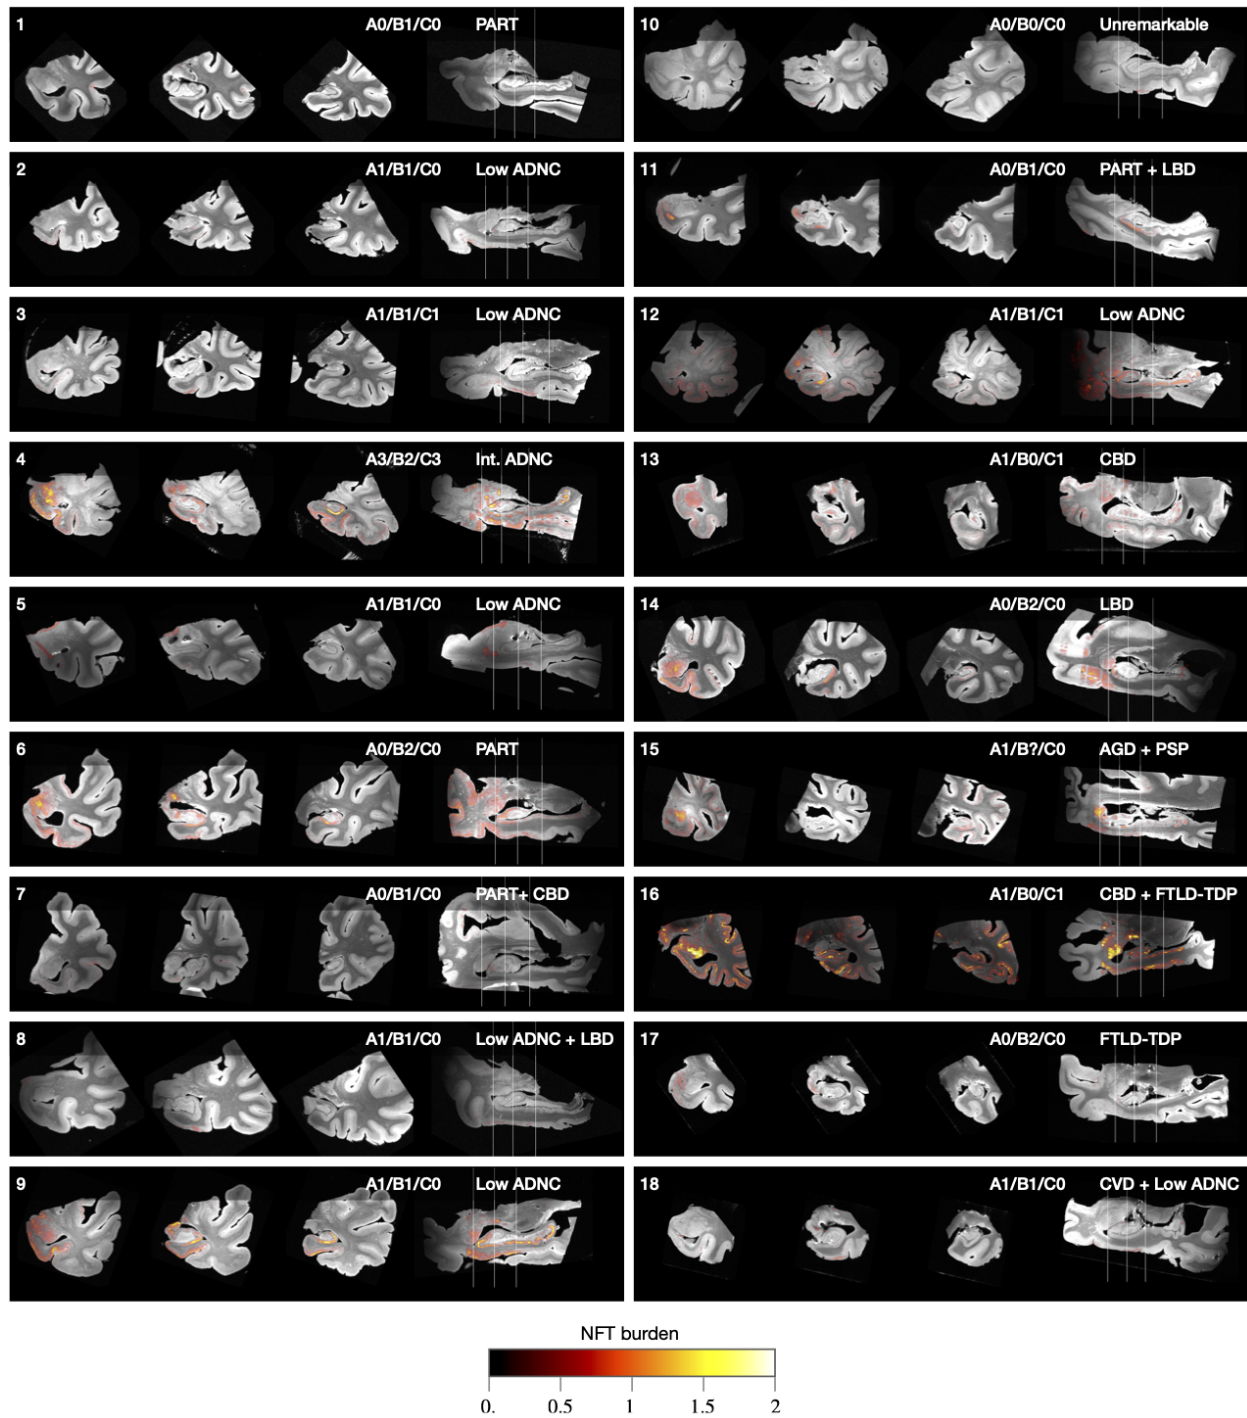 1 A0/B1/C0 PART
2 A1/B1/C0 Low ADNC
3 A1/B1/C1 Low ADNC
4 A3/B2/C3 Int. ADNC
5 A1/B1/C0 Low ADNC
6 A0/B2/C0 PART
7 A0/B1/C0 PART+ CBD
8 A1/B1/C0 Low ADNC + LBD
9 A1/B1/C0 Low ADNC
10 A0/B0/C0 Unremarkable
11 A0/B1/C0 PART + LBD
12 A1/B1/C1 Low ADNC
13 A1/B0/C1 CBD
14 A0/B2/C0 LBD
15 A1/B?/C0 AGD + PSP
16 A1/B0/C1 CBD + FTLD-TDP
17 A0/B2/C0 FTLD-TDP
18 A1/B1/C0 CVD + Low ADNC
NFT burden
0. 0.5 1 1.5 2